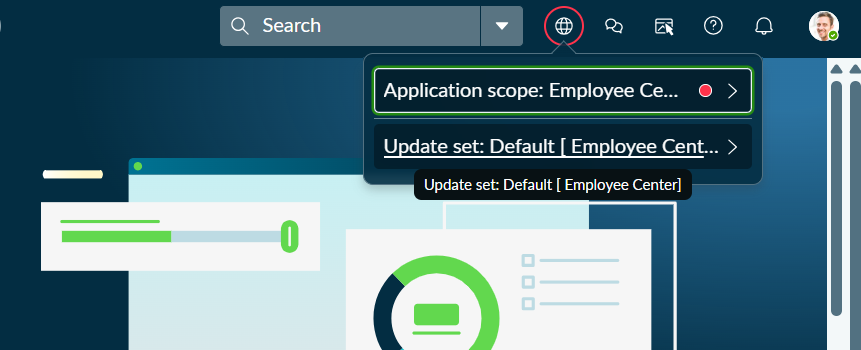 Search
Application scope: Employee Ce...
Update set: Default [ Employee Cent...
Update set: Default [ Employee Center]